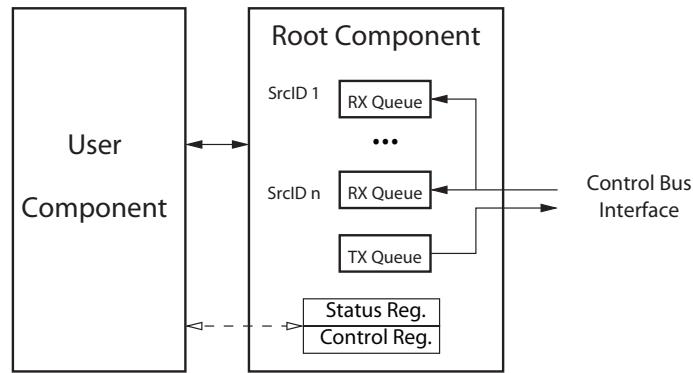 Root Component
SrcID 1
RX Queue
•••
User
Component
SrcID n
RX Queue
Control Bus
Interface
TX Queue
Status Reg.
Control Reg.